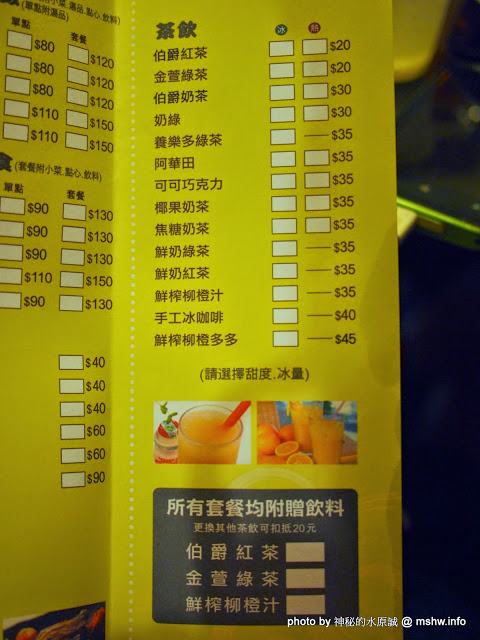 (單點附湯品)
單點
套餐
$80 $120
$80 $120
$80 $120
$110 $150
$110 $150
食 (套餐附小菜.點心.飲料)
單點
套餐
$90 $130
$90 $130
$90 $130
$110 $150
$90 $130
$40
$40
$40
$60
$60
$90
茶飲 冰 熱
伯爵紅茶 $20
金萱綠茶 $20
伯爵奶茶 $30
奶綠 $30
養樂多綠茶 $35
阿華田 $35
可可巧克力 $35
椰果奶茶 $35
焦糖奶茶 $35
鮮奶綠茶 $35
鮮奶紅茶 $35
鮮榨柳橙汁 $35
手工冰咖啡 $40
鮮榨柳橙多多 $45
(請選擇甜度.冰量)
所有套餐均附贈飲料
更換其他茶飲可扣抵20元
伯爵紅茶
金萱綠茶
鮮榨柳橙汁
photo by 神秘的水原誠 @ mshw.info